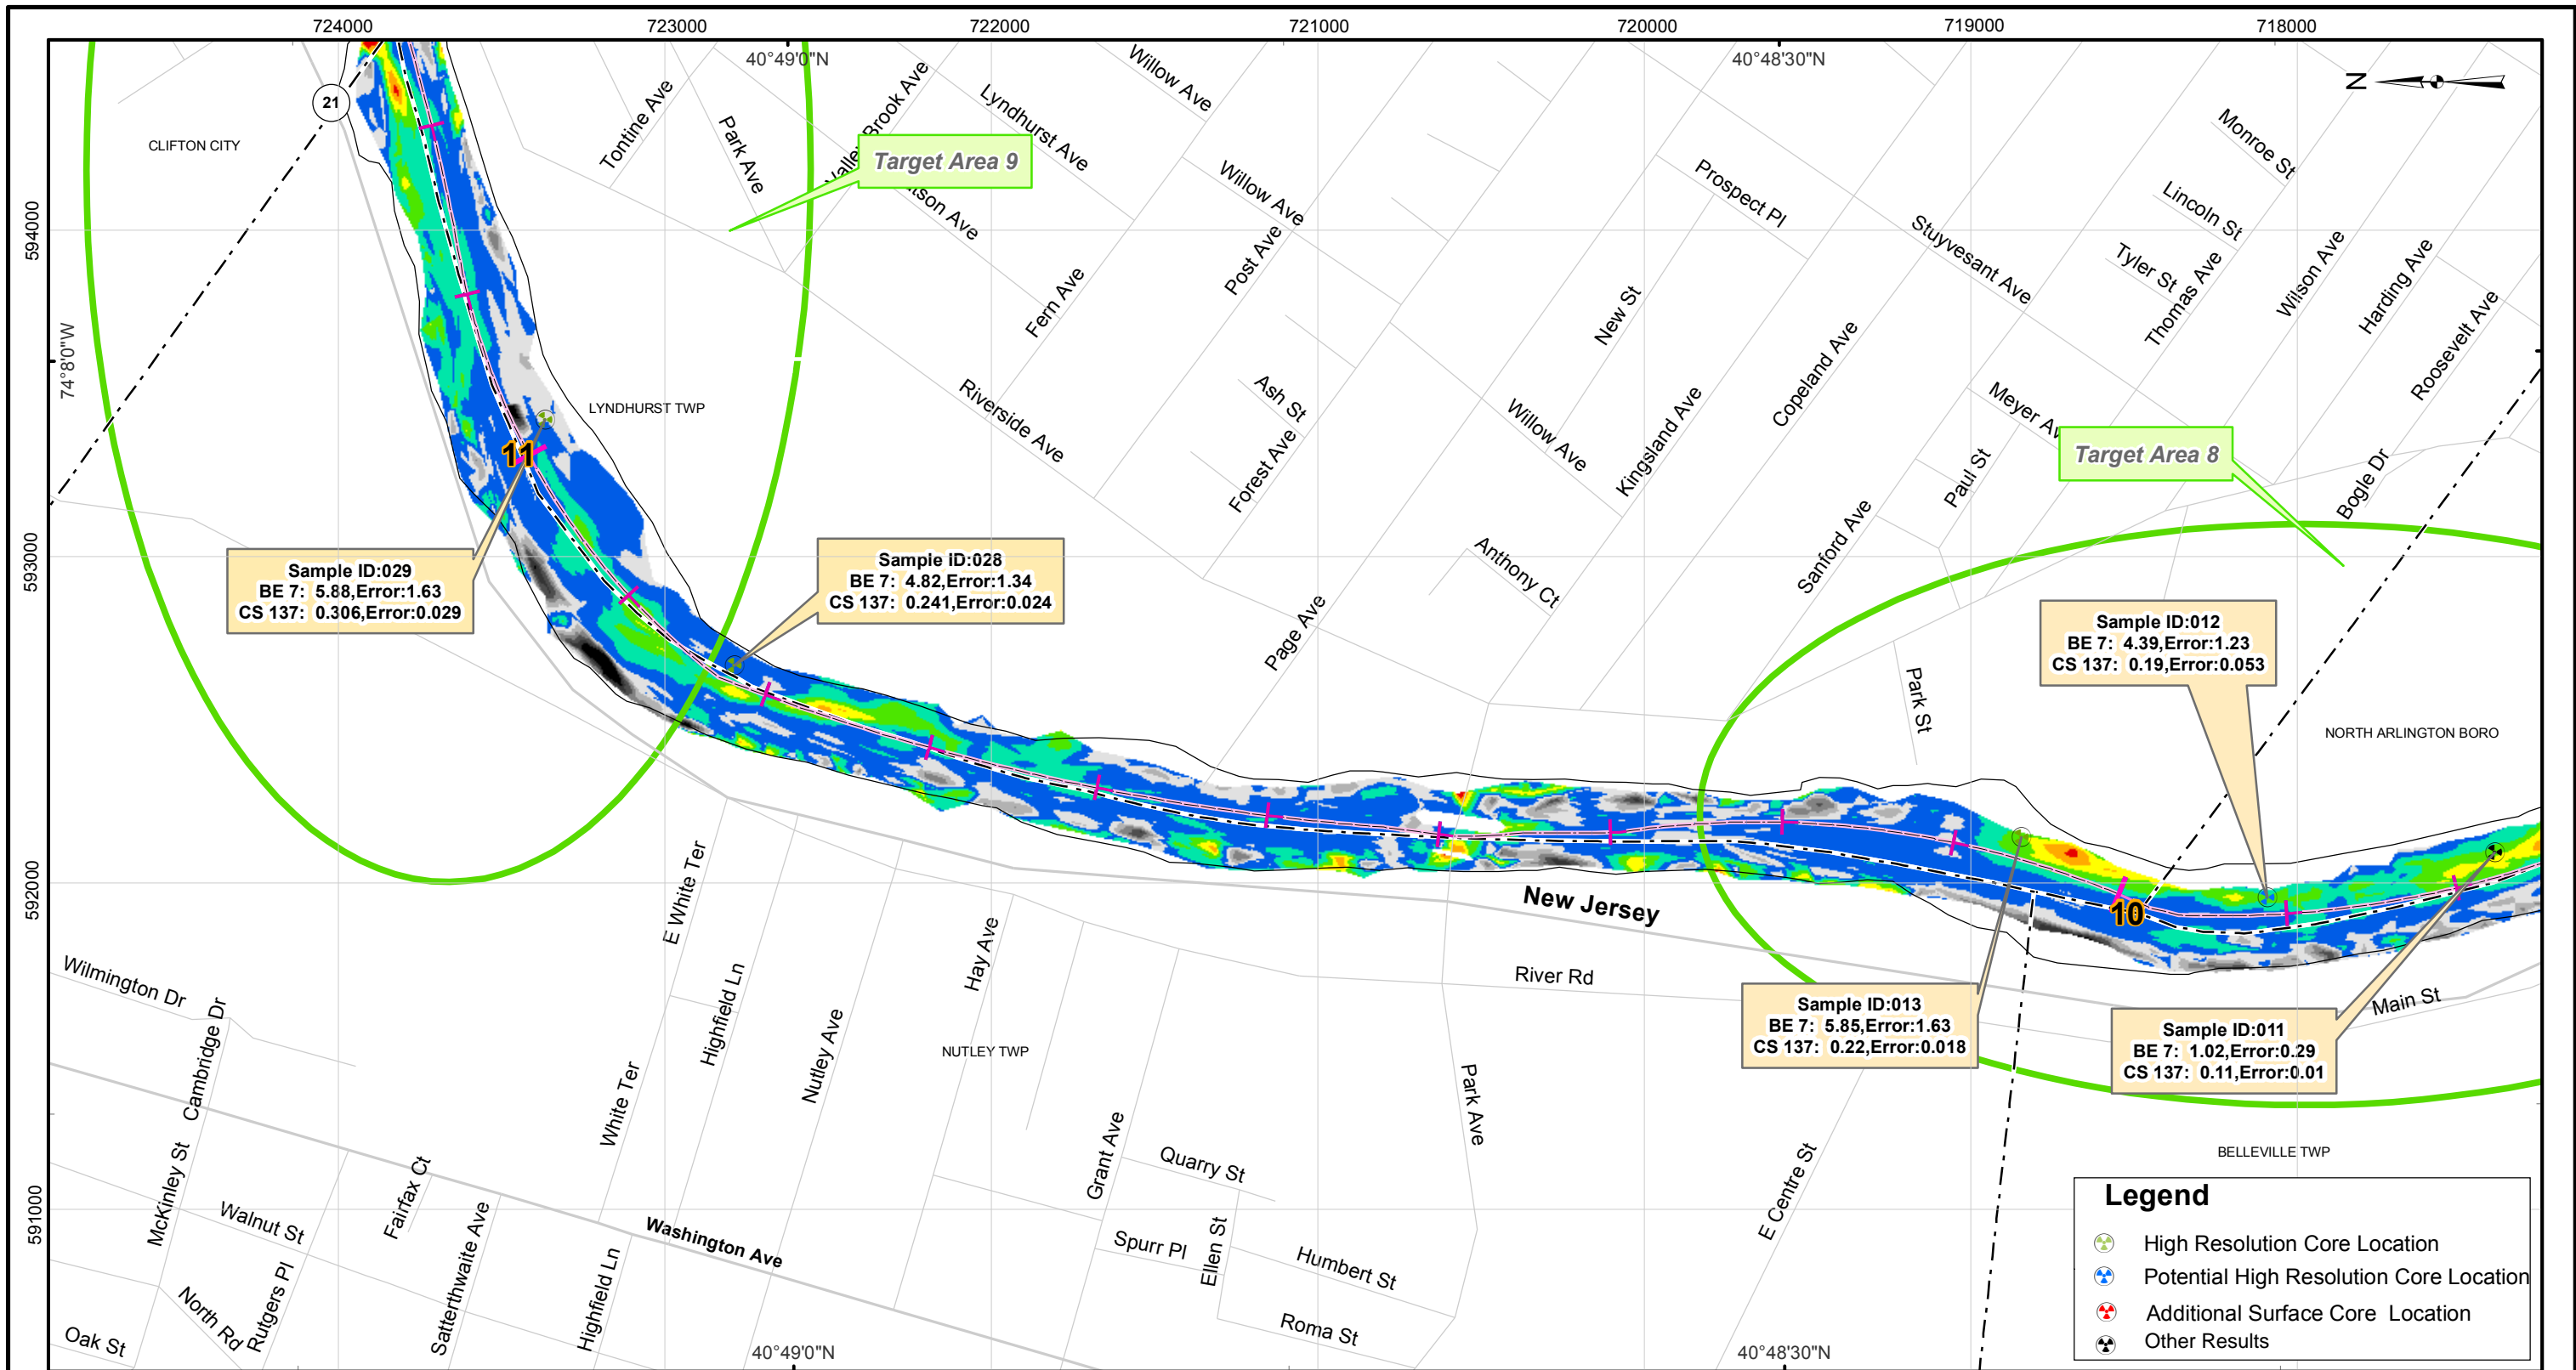 724000
723000
722000
721000
720000
719000
718000
40°49'0"N
40°48'30"N
N
21
CLIFTON CITY
Tontine Ave
Park Ave
Brook Ave
Lyndhurst Ave
Willow Ave
Target Area 9
Willow Ave
Post Ave
Fern Ave
Prospect Pl
Monroe St
Lincoln St
Tyler St
Thomas Ave
Stuyvesant Ave
Wilson Ave
Harding Ave
Roosevelt Ave
New St
Copeland Ave
594000
74°8'0"W
LYNDHURST TWP
Riverside Ave
Ash St
Forest Ave
Willow Ave
Kingsland Ave
Meyer
Paul St
Target Area 8
Bogle Dr
Sanford Ave
11
593000
Sample ID:029
BE 7: 5.88,Error:1.63
CS 137: 0.306,Error:0.029
Sample ID:028
BE 7: 4.82,Error:1.34
CS 137: 0.241,Error:0.024
Anthony Ct
Page Ave
Sample ID:012
BE 7: 4.39,Error:1.23
CS 137: 0.19,Error:0.053
Park St
NORTH ARLINGTON BORO
592000
E White Ter
New Jersey
10
Hay Ave
River Rd
Main St
Wilmington Dr
Cambridge Dr
Highfield Ln
Nutley Ave
NUTLEY TWP
Sample ID:013
BE 7: 5.85,Error:1.63
CS 137: 0.22,Error:0.018
Sample ID:011
BE 7: 1.02,Error:0.29
CS 137: 0.11,Error:0.01
White Ter
Park Ave
McKinley St
Fairfax Ct
Grant Ave
Quarry St
E Centre St
BELLEVILLE TWP
591000
Walnut St
Satterthwaite Ave
Washington Ave
Highfield Ln
Spurr Pl
Ellen St
Humbert St
Roma St
Rutgers Pl
North Rd
Oak St
40°49'0"N
40°48'30"N
Legend
High Resolution Core Location
Potential High Resolution Core Location
Additional Surface Core Location
Other Results